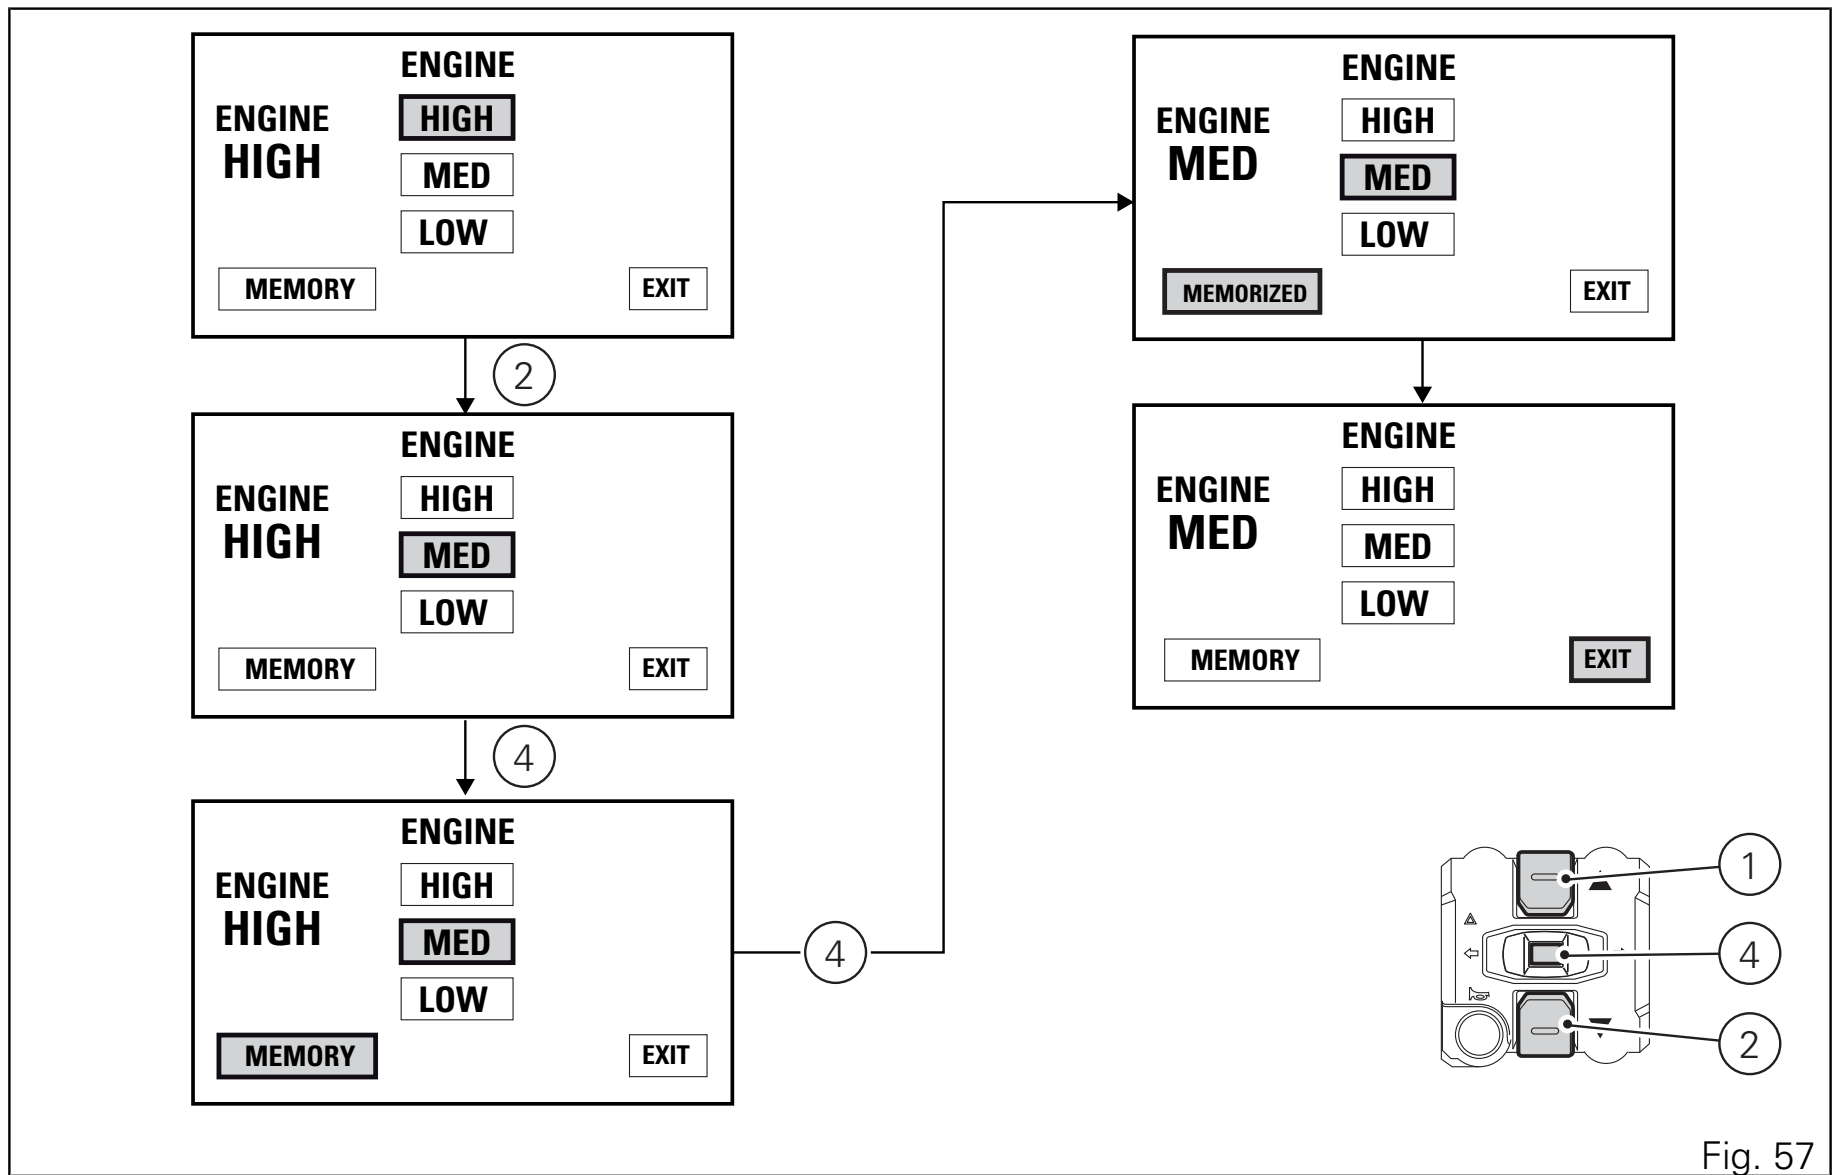 ENGINE
ENGINE
HIGH
HIGH
MED
LOW
MEMORY
EXIT
2
ENGINE
ENGINE
HIGH
HIGH
MED
LOW
MEMORY
EXIT
4
ENGINE
ENGINE
HIGH
HIGH
MED
LOW
MEMORY
EXIT
4
ENGINE
ENGINE
MED
HIGH
MED
LOW
MEMORIZED
EXIT
ENGINE
ENGINE
MED
HIGH
MED
LOW
MEMORY
EXIT
1
4
2
Fig. 57